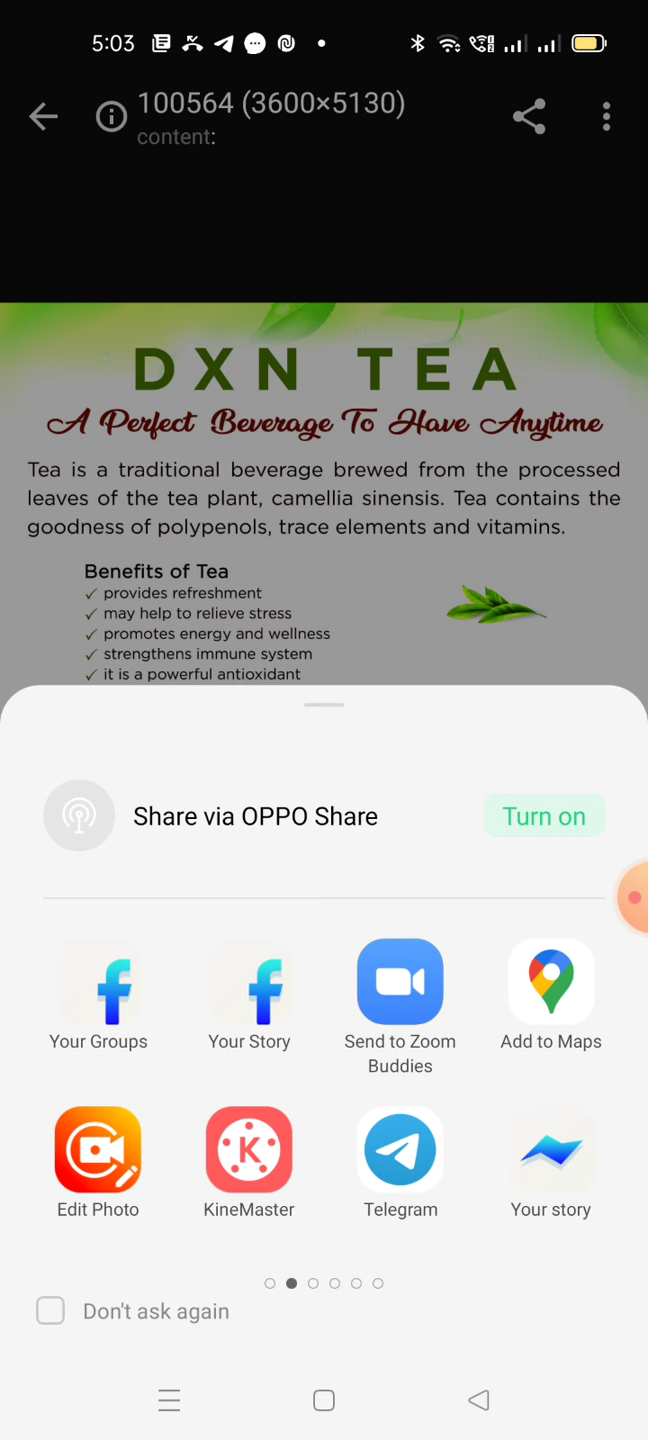 5:03
100564 (3600×5130)
content:
DXN TEA
A Perfect Beverage To Have Anytime
Tea is a traditional beverage brewed from the processed
leaves of the tea plant, camellia sinensis. Tea contains the
goodness of polypenols, trace elements and vitamins.
Benefits of Tea
✓ provides refreshment
✓ may help to relieve stress
✓ promotes energy and wellness
✓ strengthens immune system
✓ it is a powerful antioxidant
Share via OPPO Share
Turn on
Your Groups
Your Story
Send to Zoom
Buddies
Add to Maps
Edit Photo
K
KineMaster
Telegram
Your story
Don't ask again